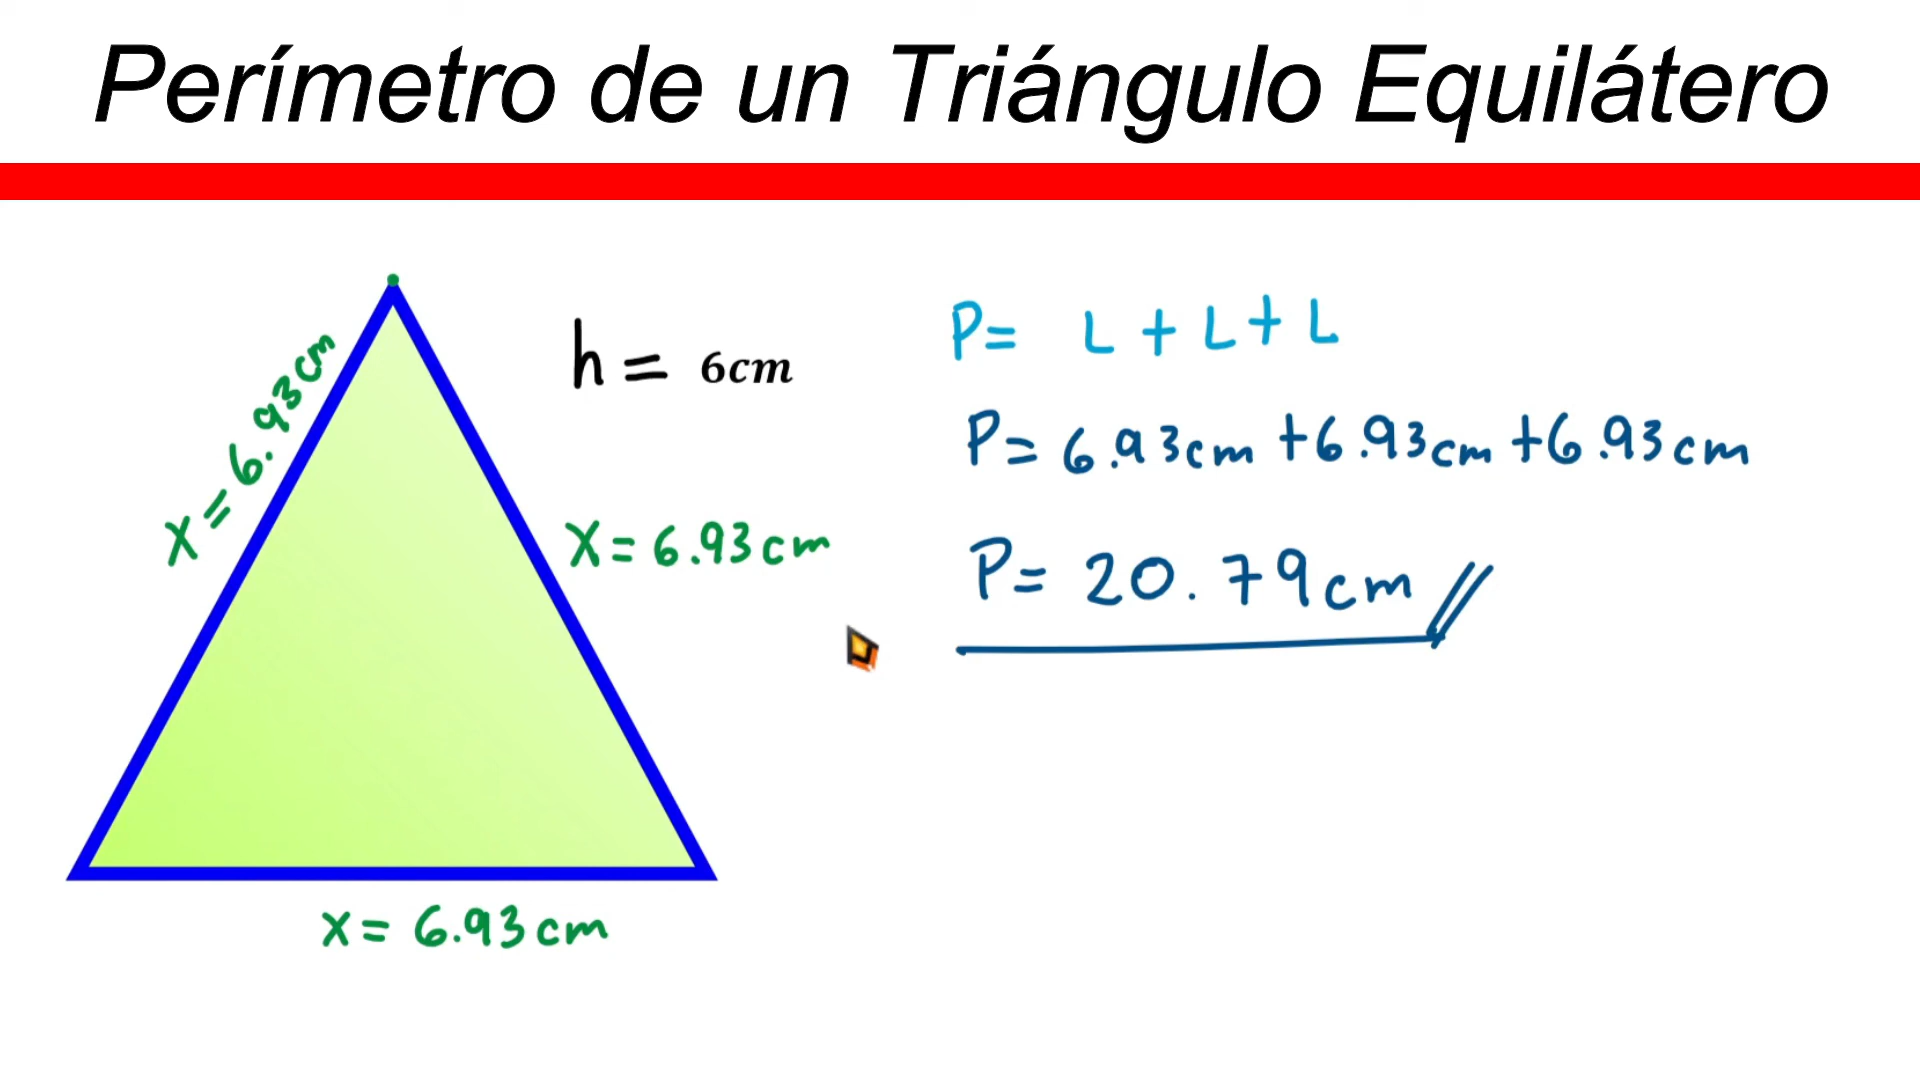 Perímetro de un Triángulo Equilátero
X = 6.93cm
h = 6cm
X = 6.93cm
x = 6.93cm
P = L + L + L
P = 6.93cm + 6.93cm + 6.93cm
P = 20.79cm